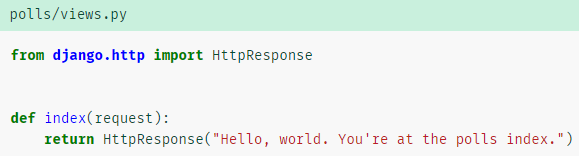 polls/views.py
from django.http import HttpResponse
def index(request):
    return HttpResponse("Hello, world. You're at the polls index.")